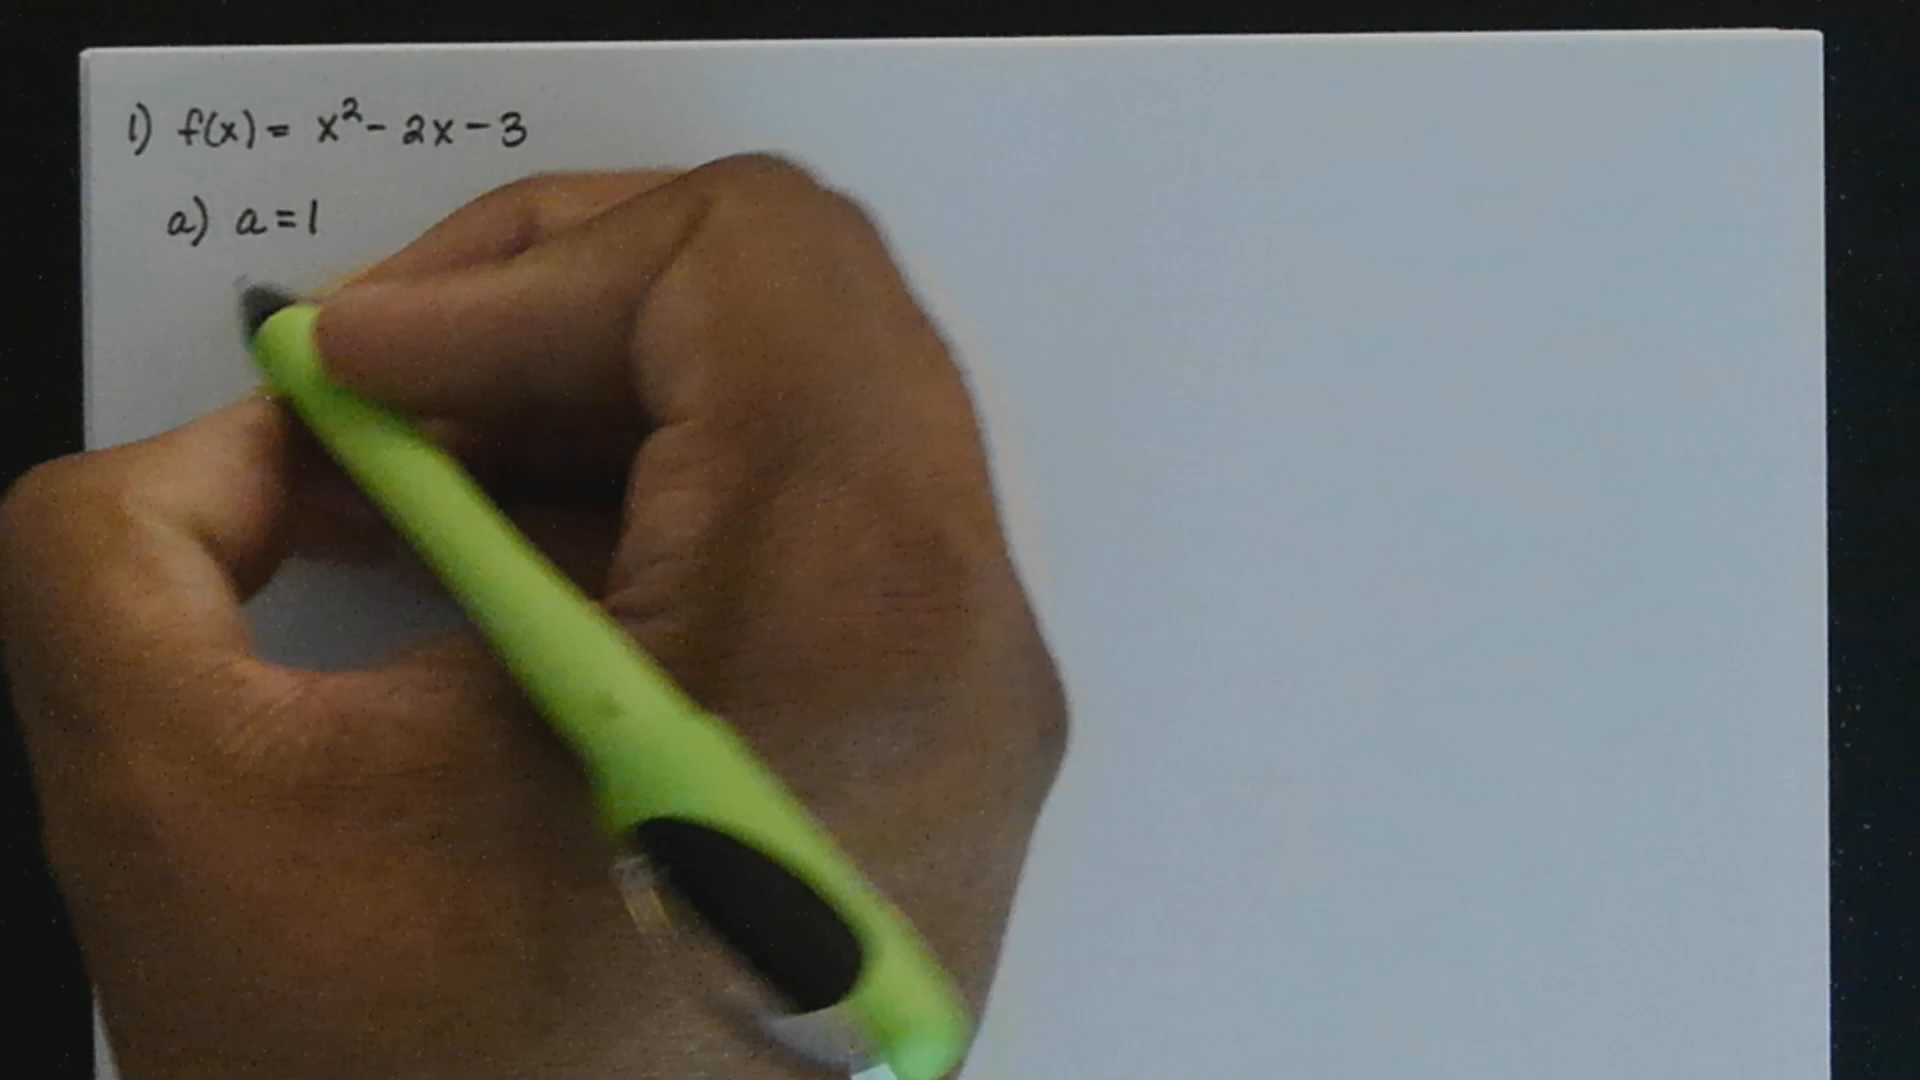 1) f(x) = x² - 2x - 3
a) a = 1